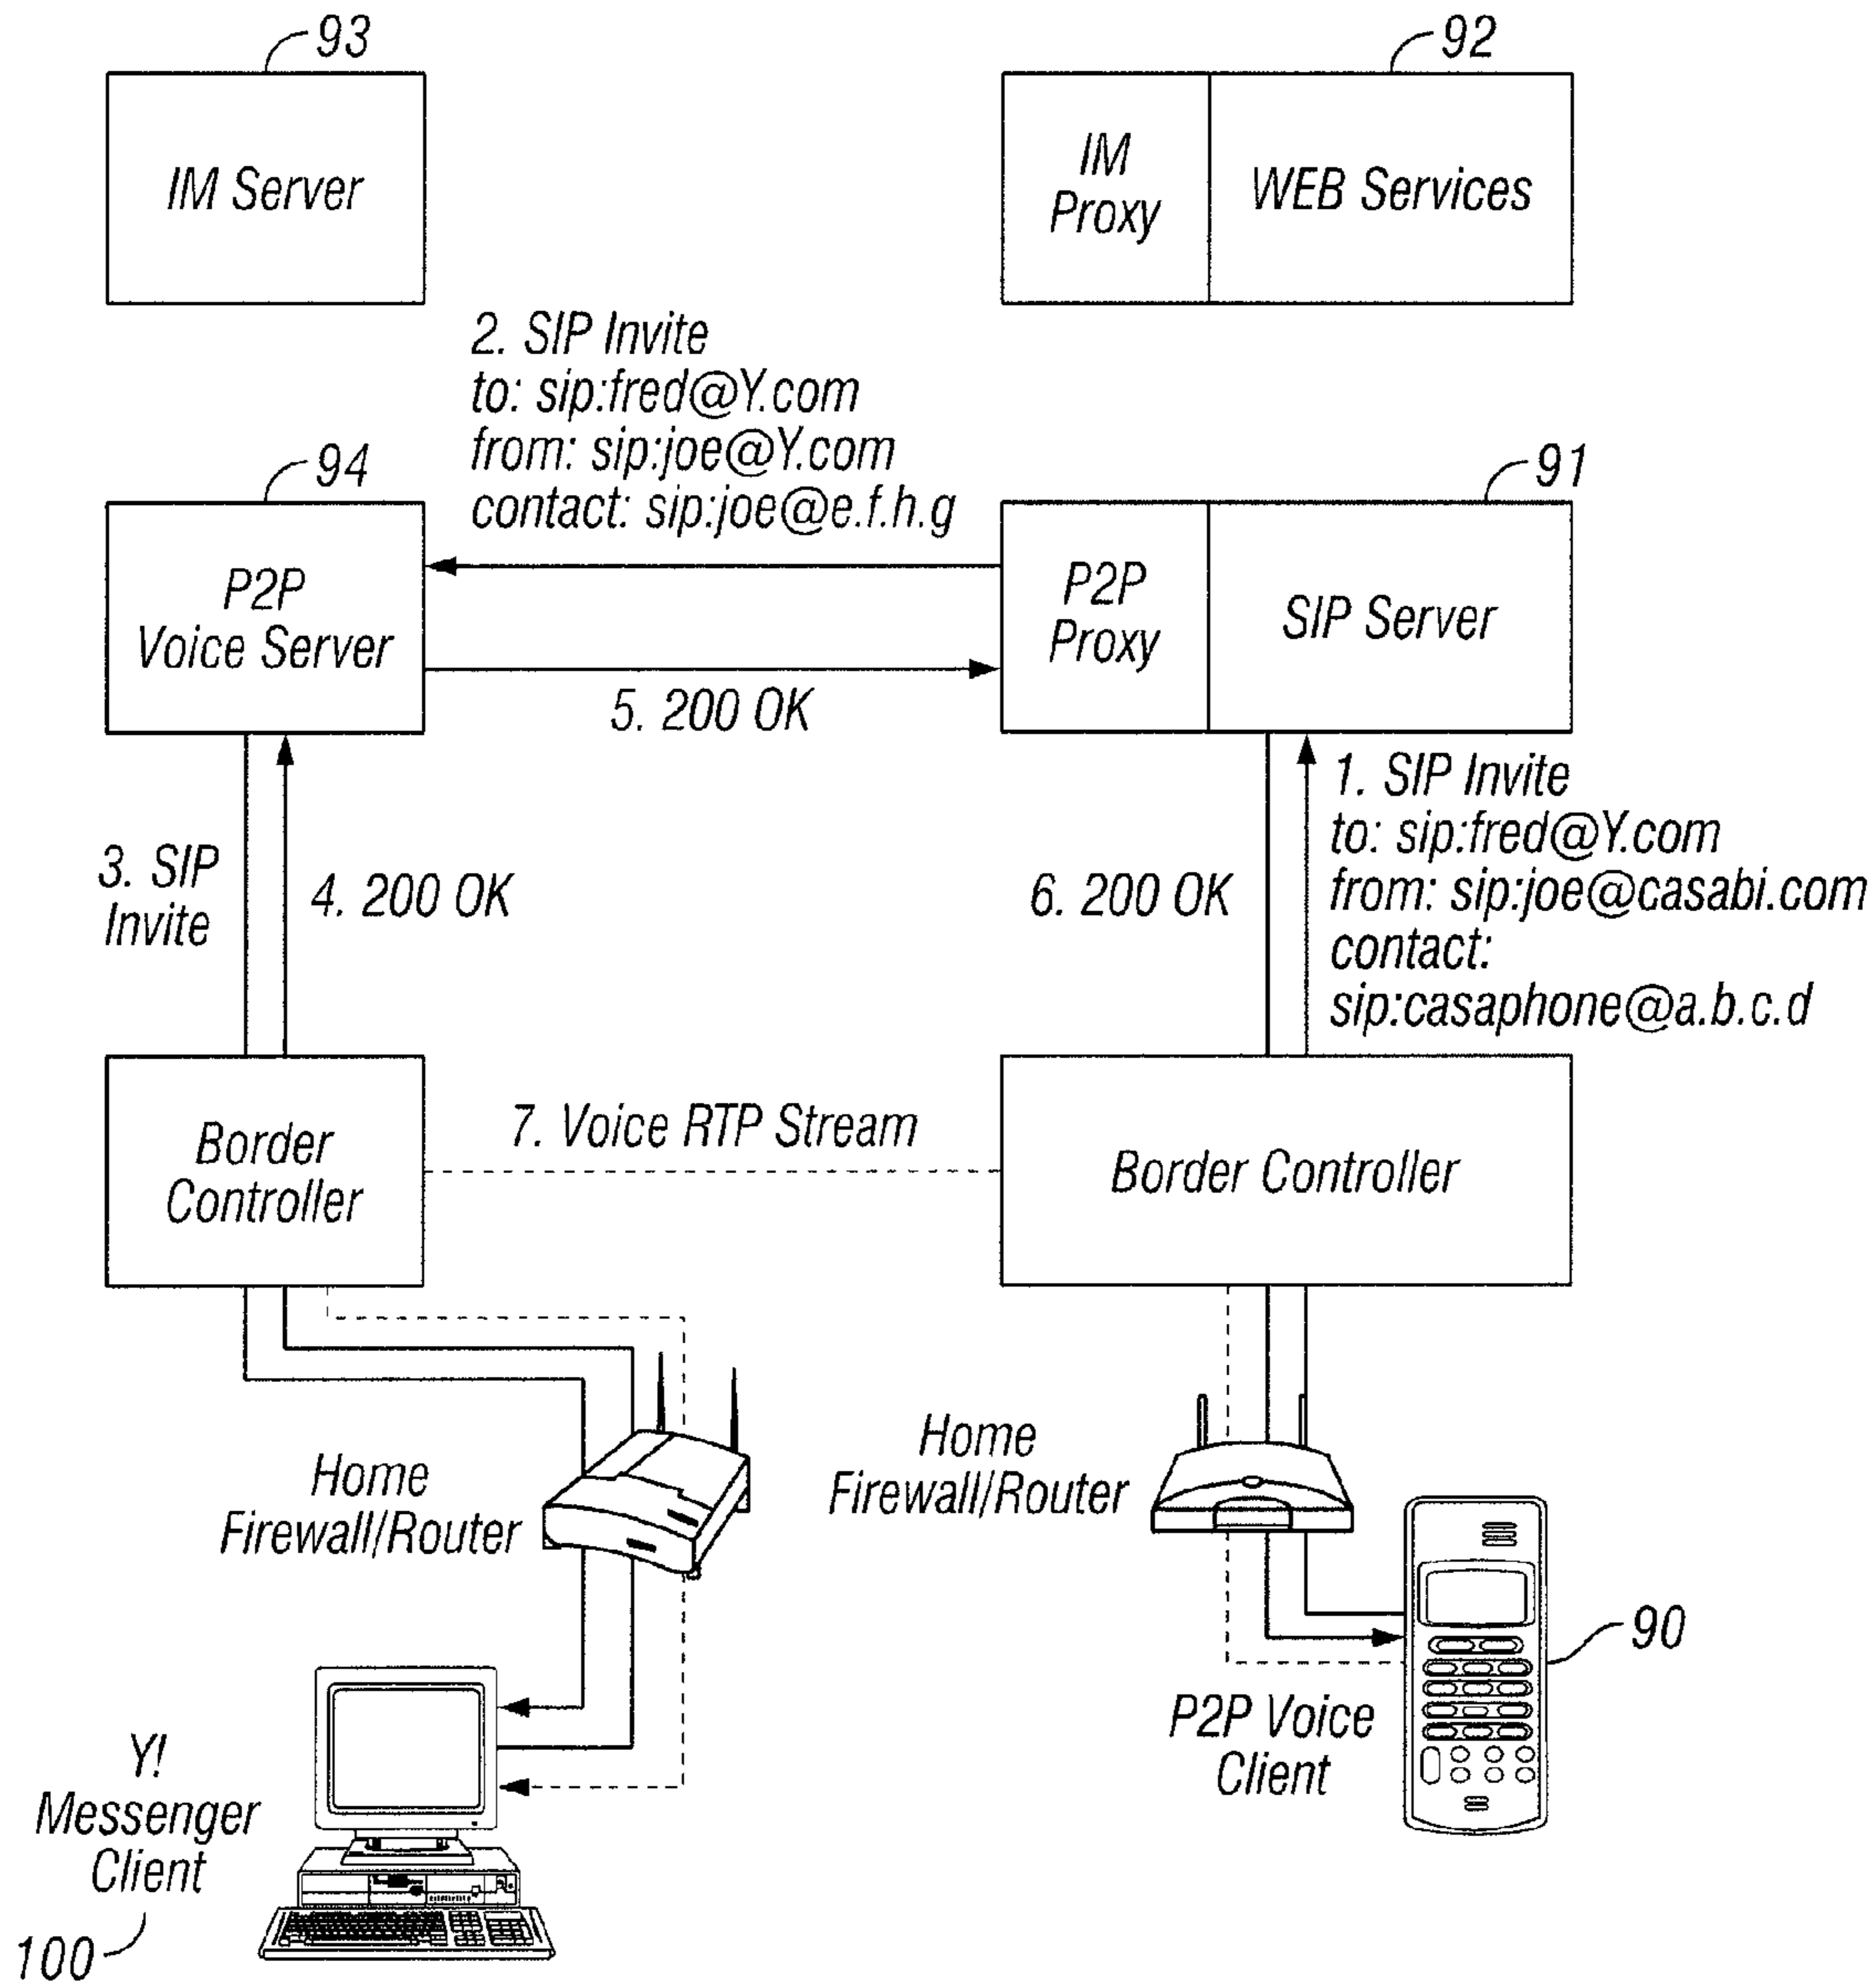 93
92
IM Server
IM
Proxy
WEB Services
2. SIP Invite
to: sip:fred@Y.com
from: sip:joe@Y.com
contact: sip:joe@e.f.h.g
94
91
P2P
Voice Server
P2P
Proxy
SIP Server
5. 200 OK
1. SIP Invite
to: sip:fred@Y.com
from: sip:joe@casabi.com
contact:
sip:casaphone@a.b.c.d
3. SIP
Invite
4. 200 OK
6. 200 OK
Border
Controller
7. Voice RTP Stream
Border Controller
Home
Firewall/Router
Home
Firewall/Router
90
P2P Voice
Client
Y!
Messenger
Client
100